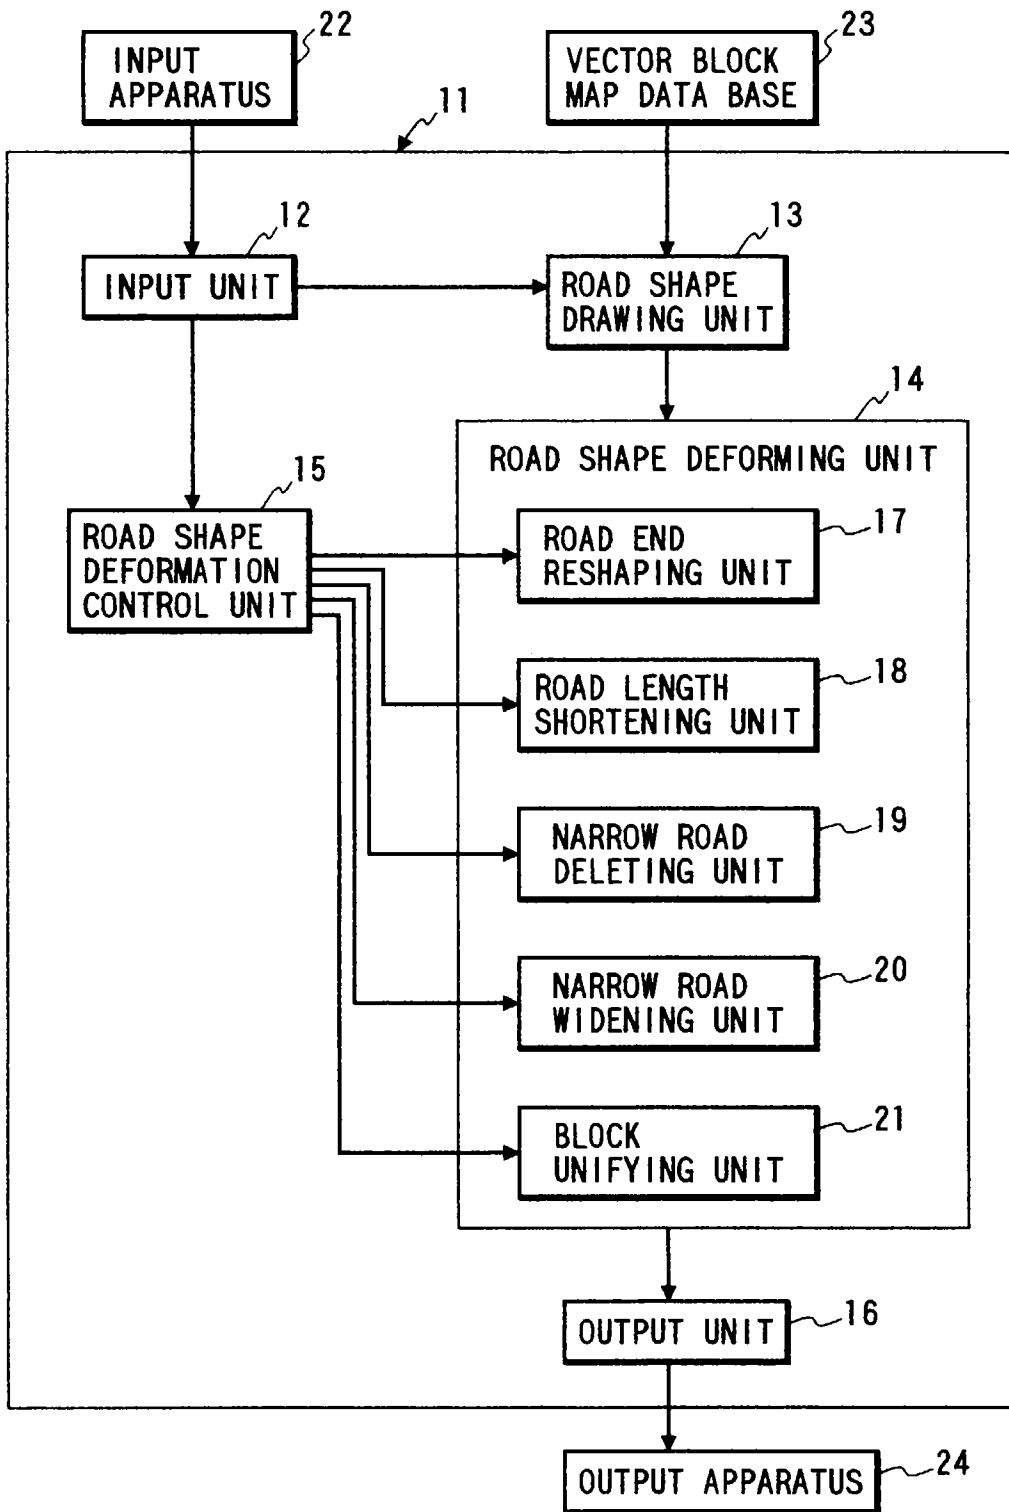 22
INPUT
APPARATUS
23
VECTOR BLOCK
MAP DATA BASE
11
12
INPUT UNIT
13
ROAD SHAPE
DRAWING UNIT
14
ROAD SHAPE DEFORMING UNIT
15
ROAD SHAPE
DEFORMATION
CONTROL UNIT
17
ROAD END
RESHAPING UNIT
18
ROAD LENGTH
SHORTENING UNIT
19
NARROW ROAD
DELETING UNIT
20
NARROW ROAD
WIDENING UNIT
21
BLOCK
UNIFYING UNIT
OUTPUT UNIT
16
OUTPUT APPARATUS
24